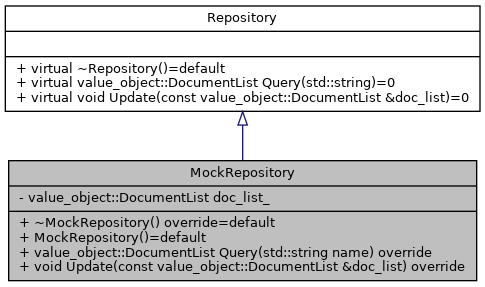 Repository
+ virtual ~Repository()=default
+ virtual value_object::DocumentList Query(std::string)=0
+ virtual void Update(const value_object::DocumentList &doc_list)=0
MockRepository
- value_object::DocumentList doc_list_
+ ~MockRepository() override=default
+ MockRepository()=default
+ value_object::DocumentList Query(std::string name) override
+ void Update(const value_object::DocumentList &doc_list) override